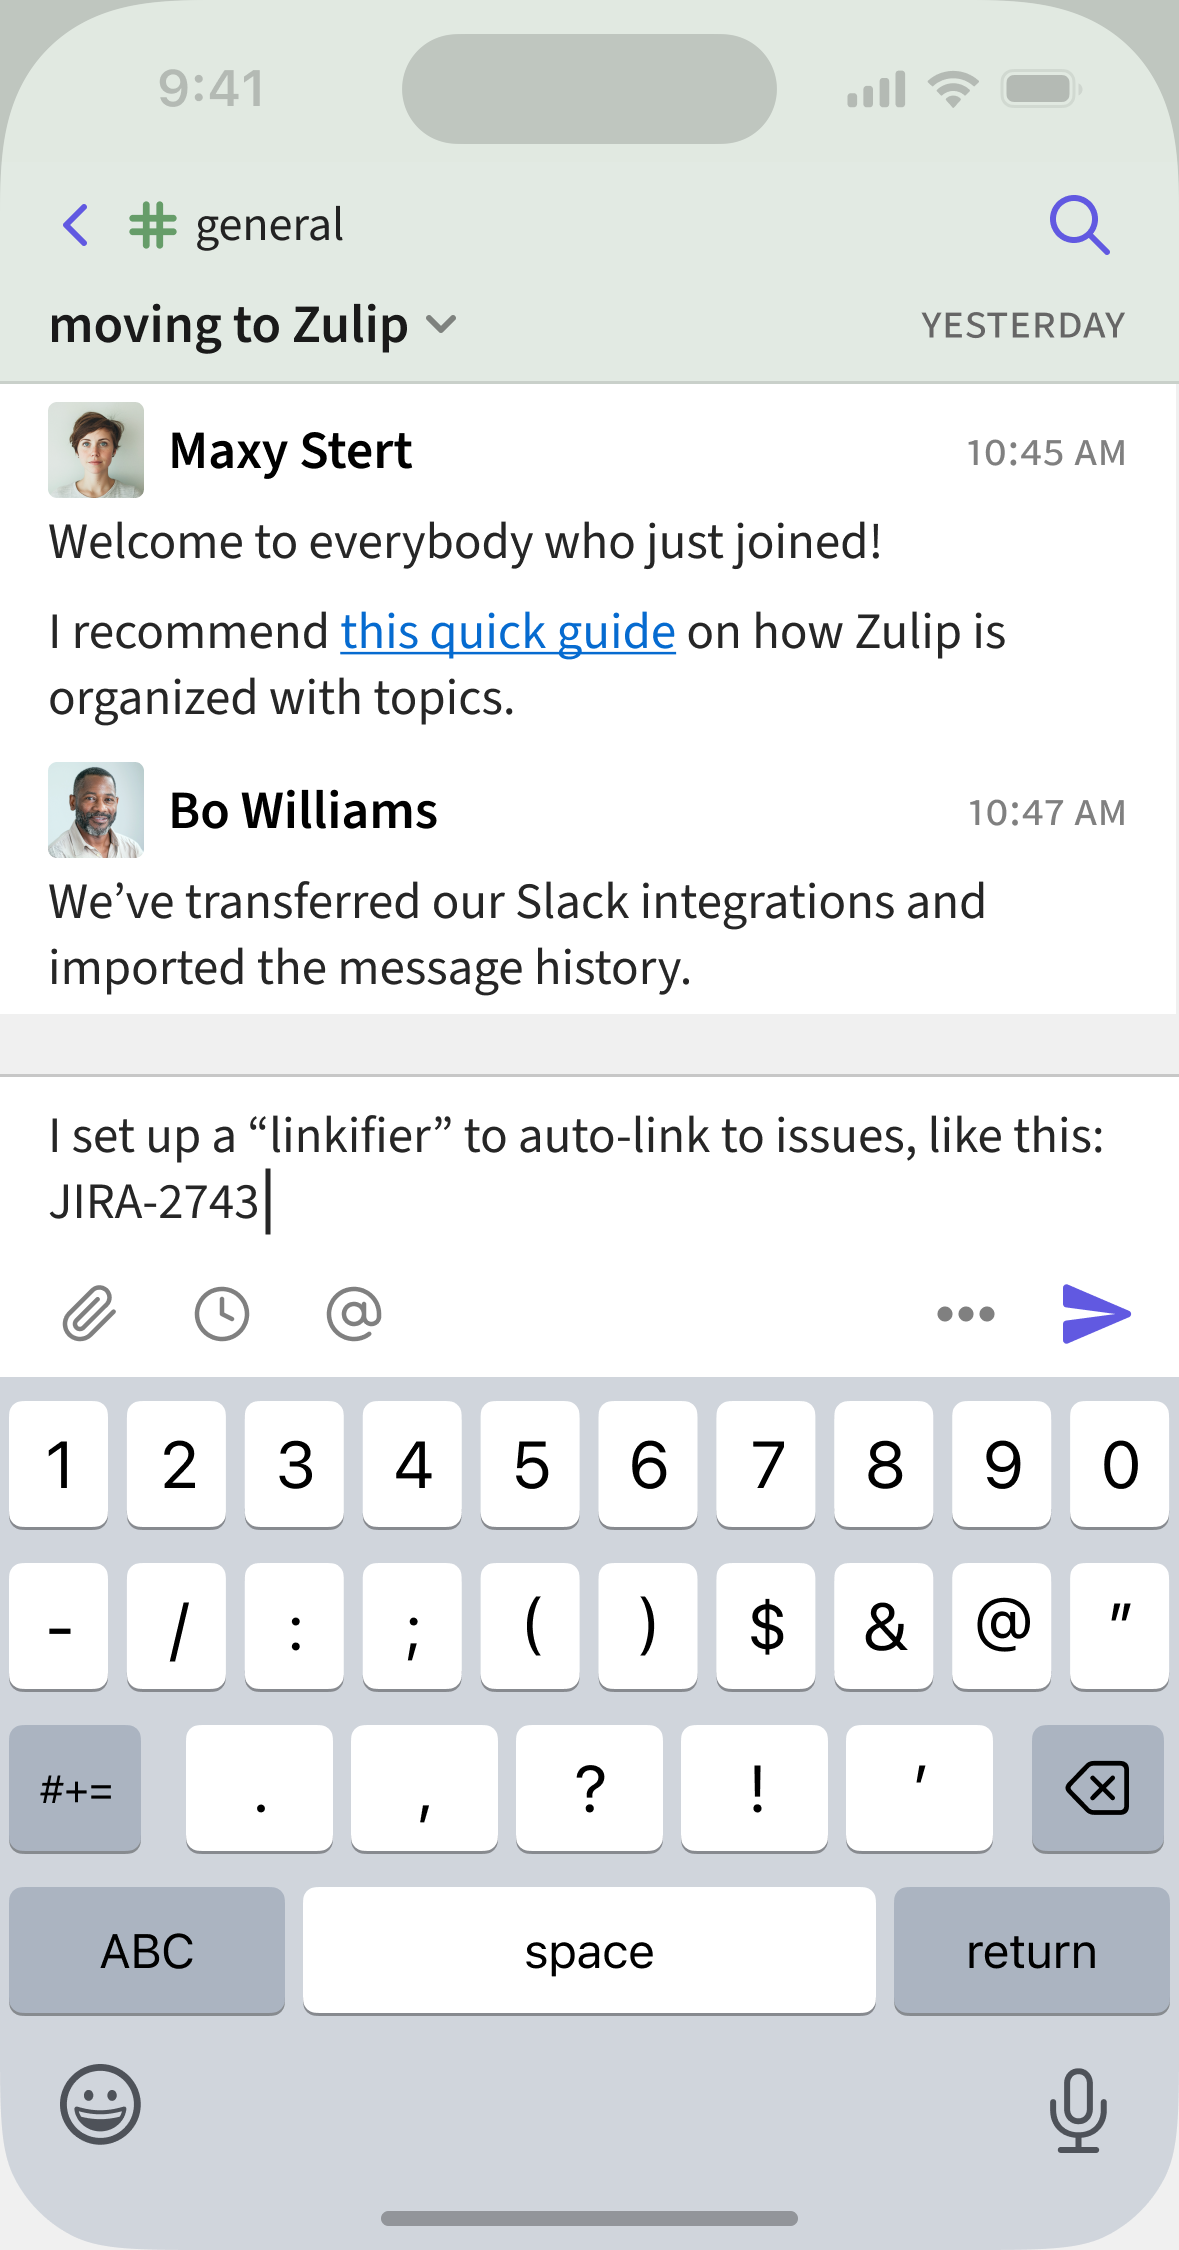 9:41
# general
moving to Zulip
YESTERDAY
Maxy Stert
10:45 AM
Welcome to everybody who just joined!
I recommend this quick guide on how Zulip is
organized with topics.
Bo Williams
10:47 AM
We’ve transferred our Slack integrations and
imported the message history.
I set up a “linkifier” to auto-link to issues, like this:
JIRA-2743
1 2 3 4 5 6 7 8 9 0
- / : ; ( ) $ & @ "
#+= . , ? ! '
ABC space return